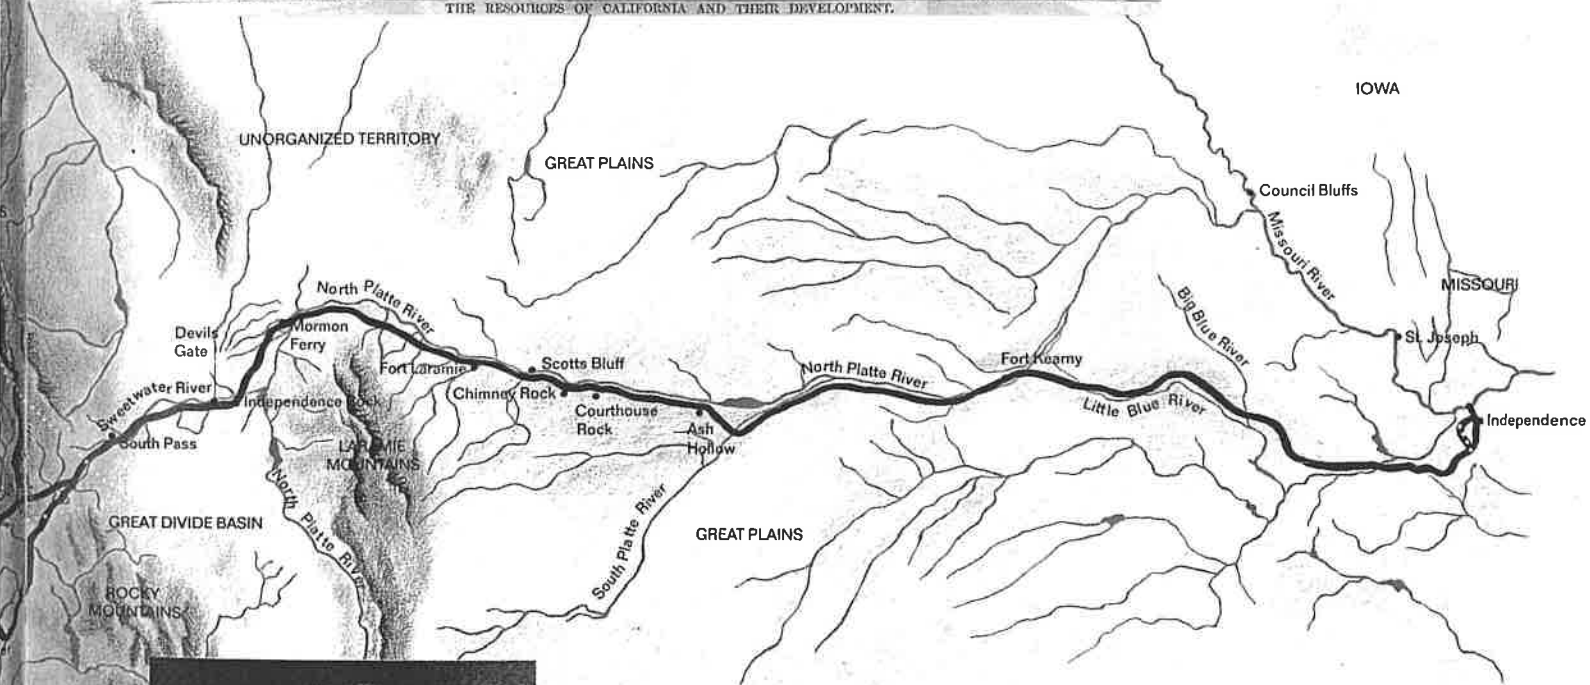 THE RESOURCES OF CALIFORNIA AND THEIR DEVELOPMENT.
IOWA
UNORGANIZED TERRITORY
GREAT PLAINS
Council Bluffs
Missouri River
MISSOURI
North Platte River
Big Blue River
Devils
Gate
Mormon
Ferry
St. Joseph
Scotts Bluff
Fort Kearny
Fort Laramie
North Platte River
Sweetwater River
Independence Rock
Chimney Rock
Courthouse
Rock
Little Blue River
Independence
South Pass
Ash
Hollow
LARAMIE
MOUNTAINS
North Platte River
GREAT DIVIDE BASIN
South Platte River
GREAT PLAINS
ROCKY
MOUNTAINS